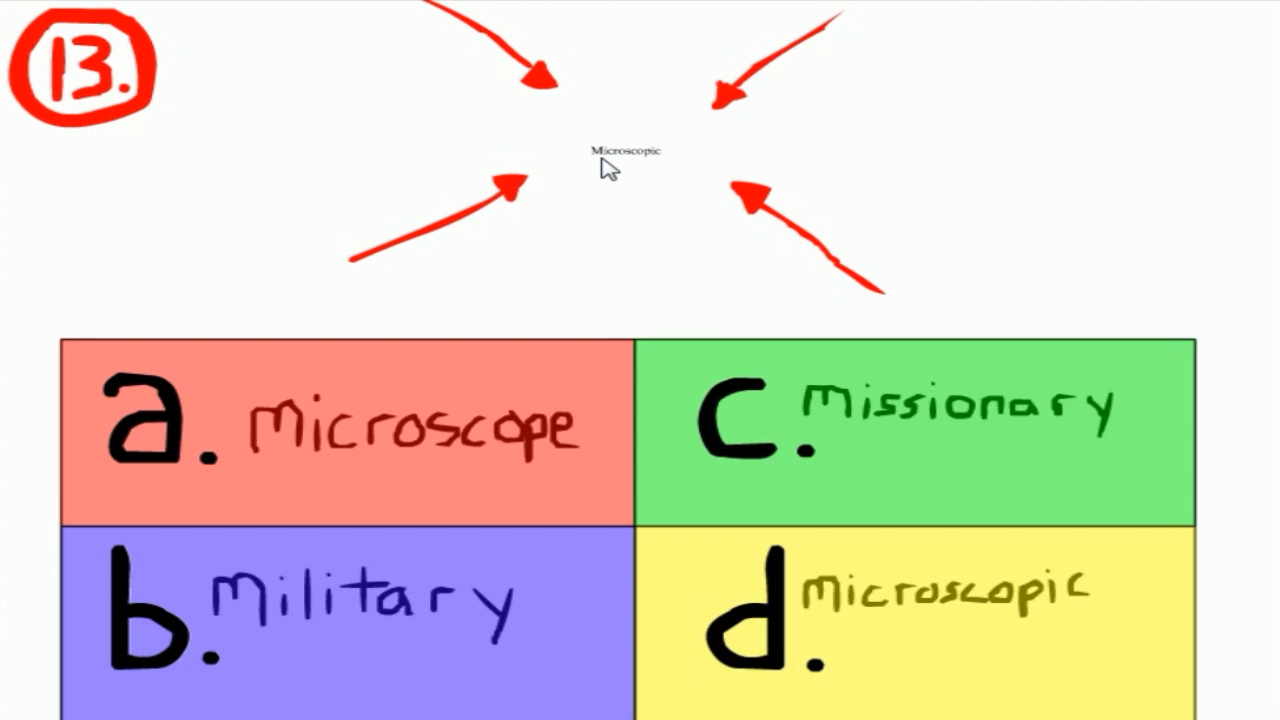 13.
Microscopic
a. Microscope
c. Missionary
b. Military
d. Microscopic